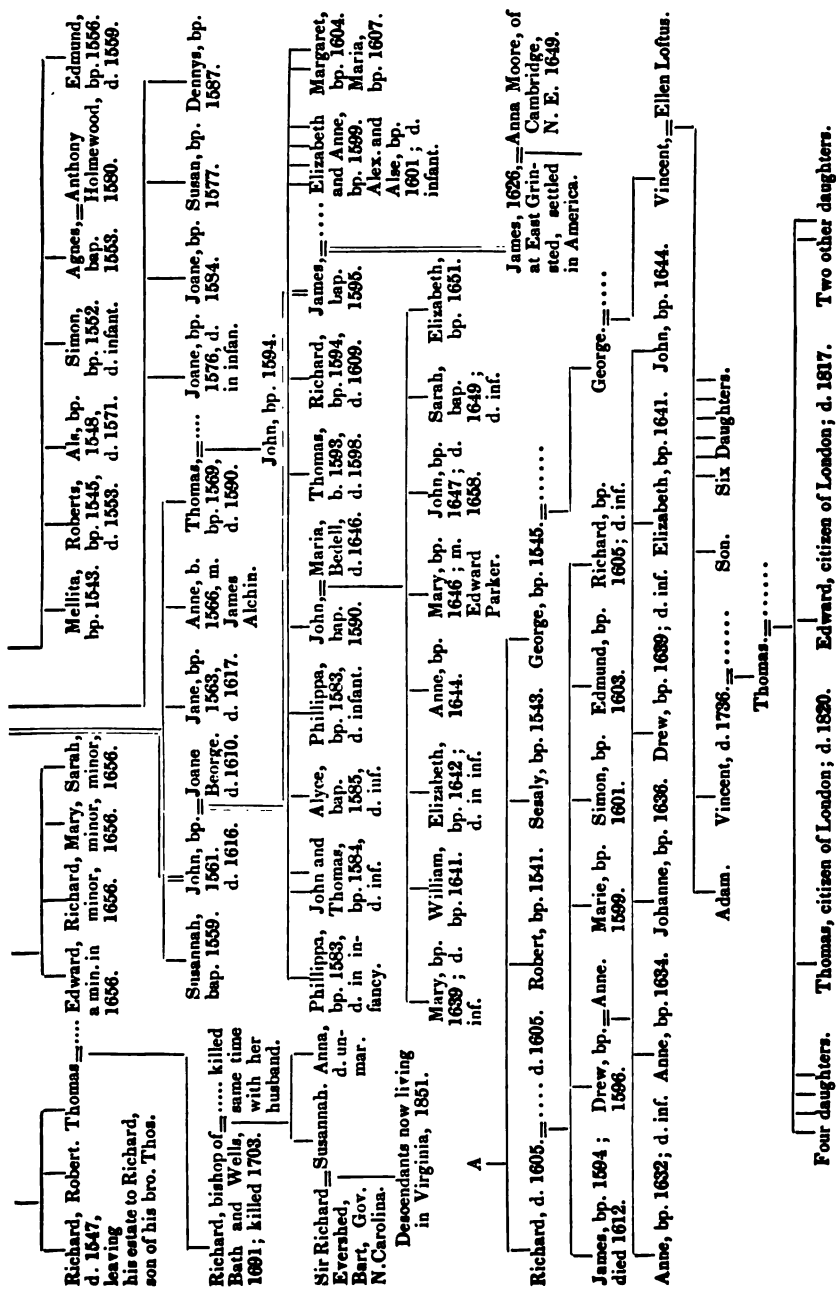 Mellita,
bp. 1543.
Roberts,
bp. 1545,
d. 1553.
Als, bp.
1548,
d. 1571.
Simon,
bp. 1552.
d. infant.
Agnes,=Anthony
bap. Holmewood,
1553. 1580.
Edmund,
bp. 1556.
d. 1559.
Richard, Robert. Thomas=....
d. 1547,
leaving
his estate to Richard,
son of his bro. Thos.
Edward,
a min. in
1656.
Richard,
minor,
1656.
Mary,
minor,
1656.
Sarah,
minor,
1656.
Susannah,
bap. 1559.
John, bp.=Joane
1561. Beorge.
d. 1616. d. 1610.
Jane, bp.
1563,
d. 1617.
Anne, b.
1566, m.
James
Alchin.
Thomas,=....
bp. 1569,
d. 1590.
Joane, bp.
1576, d.
in infan.
Joane, bp.
1584.
Susan, bp.
1577.
Dennys, bp.
1587.
John, bp. 1594.
Richard, bishop of=..... killed
Bath and Wells, same time
1691; killed 1703. with her
husband.
Phillippa,
bp. 1583,
d. in in-
fancy.
John and
Thomas,
bp. 1584,
d. inf.
Alyce,
bap.
1585,
d. inf.
Phillippa,
bp. 1583,
d. infant.
John,=Maria
bap. Bedell,
1590. d. 1646.
Thomas,
b. 1593,
d. 1598.
Richard,
bp. 1594,
d. 1609.
James,=....
bap.
1595.
Elizabeth
and Anne,
bp. 1599.
Alex. and
Alse, bp.
1601; d.
infant.
Margaret,
bp. 1604.
Maria,
bp. 1607.
Sir Richard=Susannah. Anna,
Evershed, d. un-
Bart, Gov. mar.
N.Carolina.
Descendants now living
in Virginia, 1851.
Mary, bp.
1639; d.
inf.
William,
bp. 1641.
Elizabeth,
bp. 1642;
d. in inf.
Anne, bp.
1644.
Mary, bp.
1646; m.
Edward
Parker.
John, bp.
1647; d.
1658.
Sarah,
bap.
1649;
d. inf.
Elizabeth,
bp. 1651.
James, 1626,=Anna Moore, of
at East Grin- Cambridge,
sted, settled N. E. 1649.
in America.
A
Richard, d. 1605.=.... d. 1605. Robert, bp. 1541. Sesaly, bp. 1543. George, bp. 1545.=......
James, bp. 1594;
died 1612.
Drew, bp.=Anne.
1596.
Marie, bp.
1599.
Simon, bp.
1601.
Edmund, bp.
1603.
Richard, bp.
1605; d. inf.
George.=.....
Anne, bp. 1632; d. inf. Anne, bp. 1634. Johanne, bp. 1636. Drew, bp. 1639; d. inf. Elizabeth, bp. 1641. John, bp. 1644. Vincent,=Ellen Loftus.
Adam. Vincent, d. 1736.=...... Son. Six Daughters.
Thomas.=......
Four daughters. Thomas, citizen of London; d. 1820. Edward, citizen of London; d. 1817. Two other daughters.